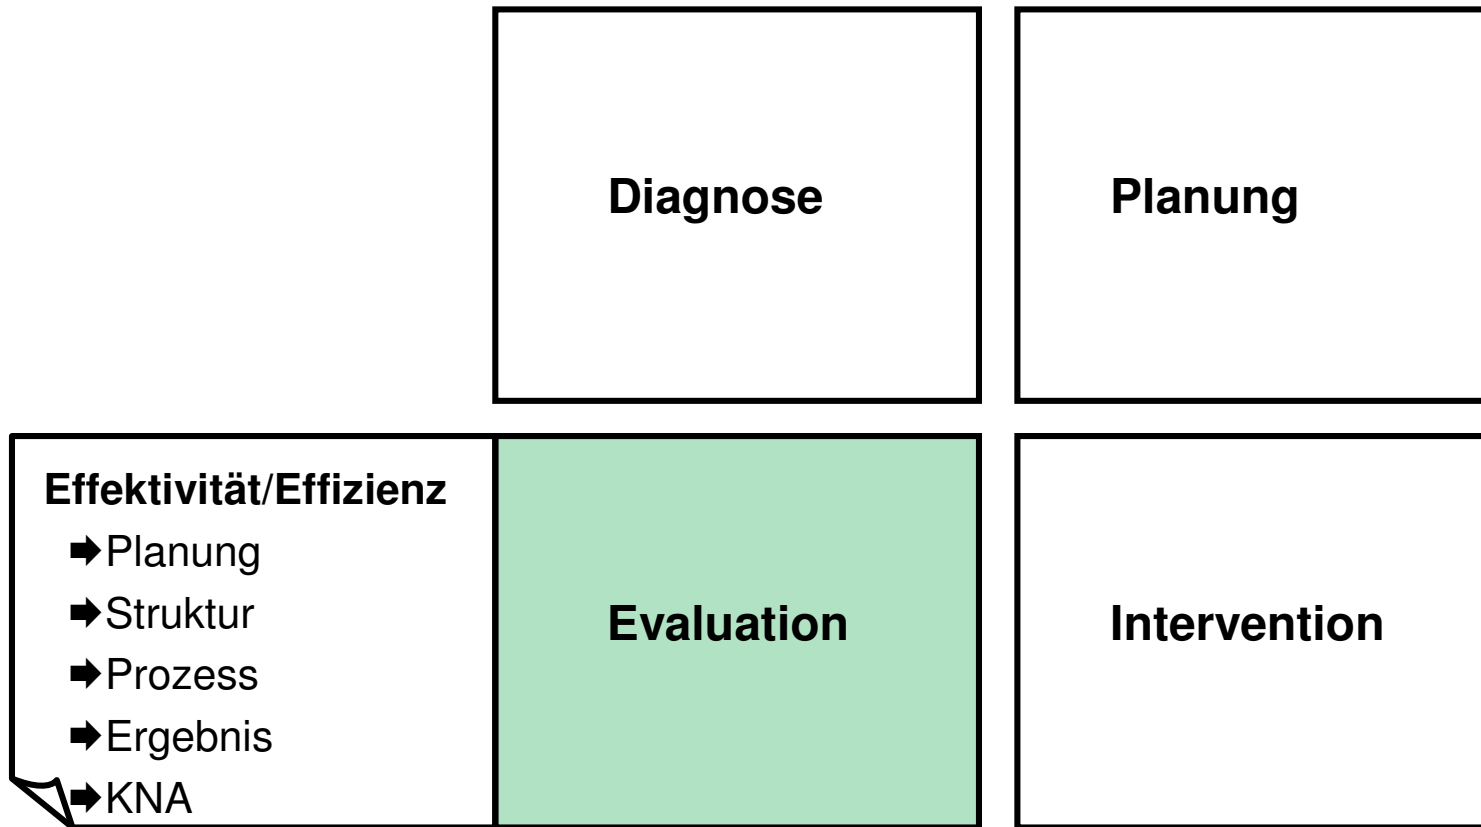 Diagnose
Planung
Effektivität/Effizienz
➡Planung
➡Struktur
➡Prozess
➡Ergebnis
➡KNA
Evaluation
Intervention